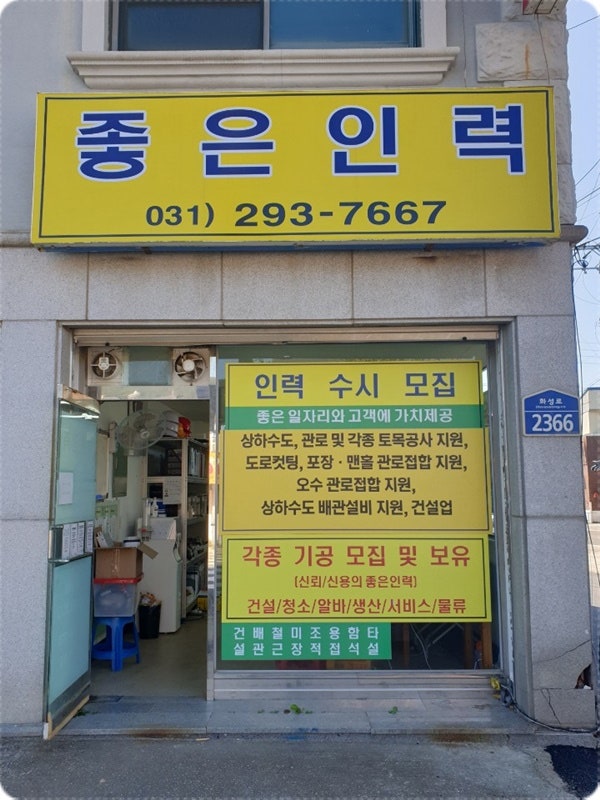 좋은인력
031) 293-7667
인력 수시 모집
좋은 일자리와 고객에 가치제공
상하수도, 관로 및 각종 토목공사 지원,
도로컷팅, 포장 · 맨홀 관로접합 지원,
오수 관로접합 지원,
상하수도 배관설비 지원, 건설업
각종 기공 모집 및 보유
[신뢰/신용의 좋은인력]
건설/청소/알바/생산/서비스/물류
건배철미조용함타
설관근장적접석설
화성로
2366